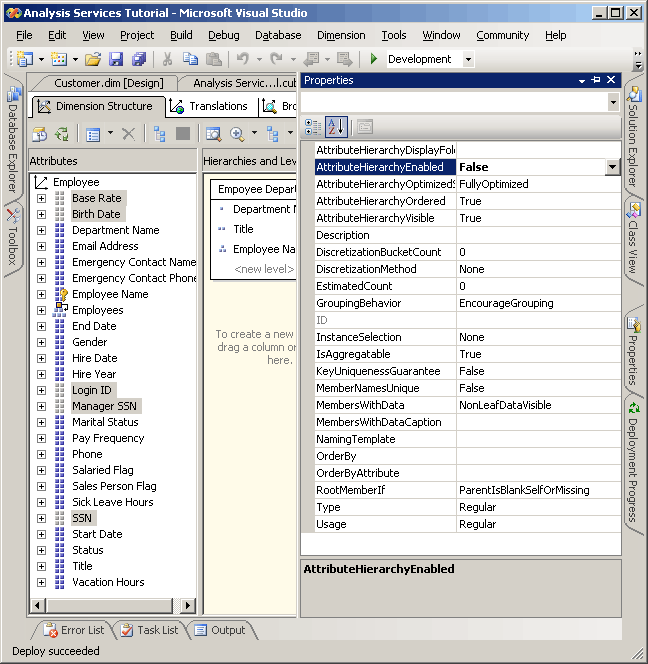 Analysis Services Tutorial - Microsoft Visual Studio
File Edit View Project Build Debug Database Dimension Tools Window Community Help
Development
Customer.dim [Design] Analysis Servic...l.cub
Dimension Structure Translations Bro
Attributes
Employee
Base Rate
Birth Date
Department Name
Email Address
Emergency Contact Name
Emergency Contact Phone
Employee Name
Employees
End Date
Gender
Hire Date
Hire Year
Login ID
Manager SSN
Marital Status
Pay Frequency
Phone
Salaried Flag
Sales Person Flag
Sick Leave Hours
SSN
Start Date
Status
Title
Vacation Hours
Hierarchies and Leve
Empoyee Depar
Department N
Title
Employee Na
<new level>
To create a new
drag a column or
here.
Properties
AttributeHierarchyDisplayFol
AttributeHierarchyEnabled False
AttributeHierarchyOptimizedS FullyOptimized
AttributeHierarchyOrdered True
AttributeHierarchyVisible True
Description
DiscretizationBucketCount 0
DiscretizationMethod None
EstimatedCount 0
GroupingBehavior EncourageGrouping
ID
InstanceSelection None
IsAggregatable True
KeyUniquenessGuarantee False
MemberNamesUnique False
MembersWithData NonLeafDataVisible
MembersWithDataCaption
NamingTemplate
OrderBy
OrderByAttribute
RootMemberIf ParentIsBlankSelfOrMissing
Type Regular
Usage Regular
AttributeHierarchyEnabled
Database Explorer
Toolbox
Solution Explorer
Class View
Properties
Deployment Progress
Error List Task List Output
Deploy succeeded